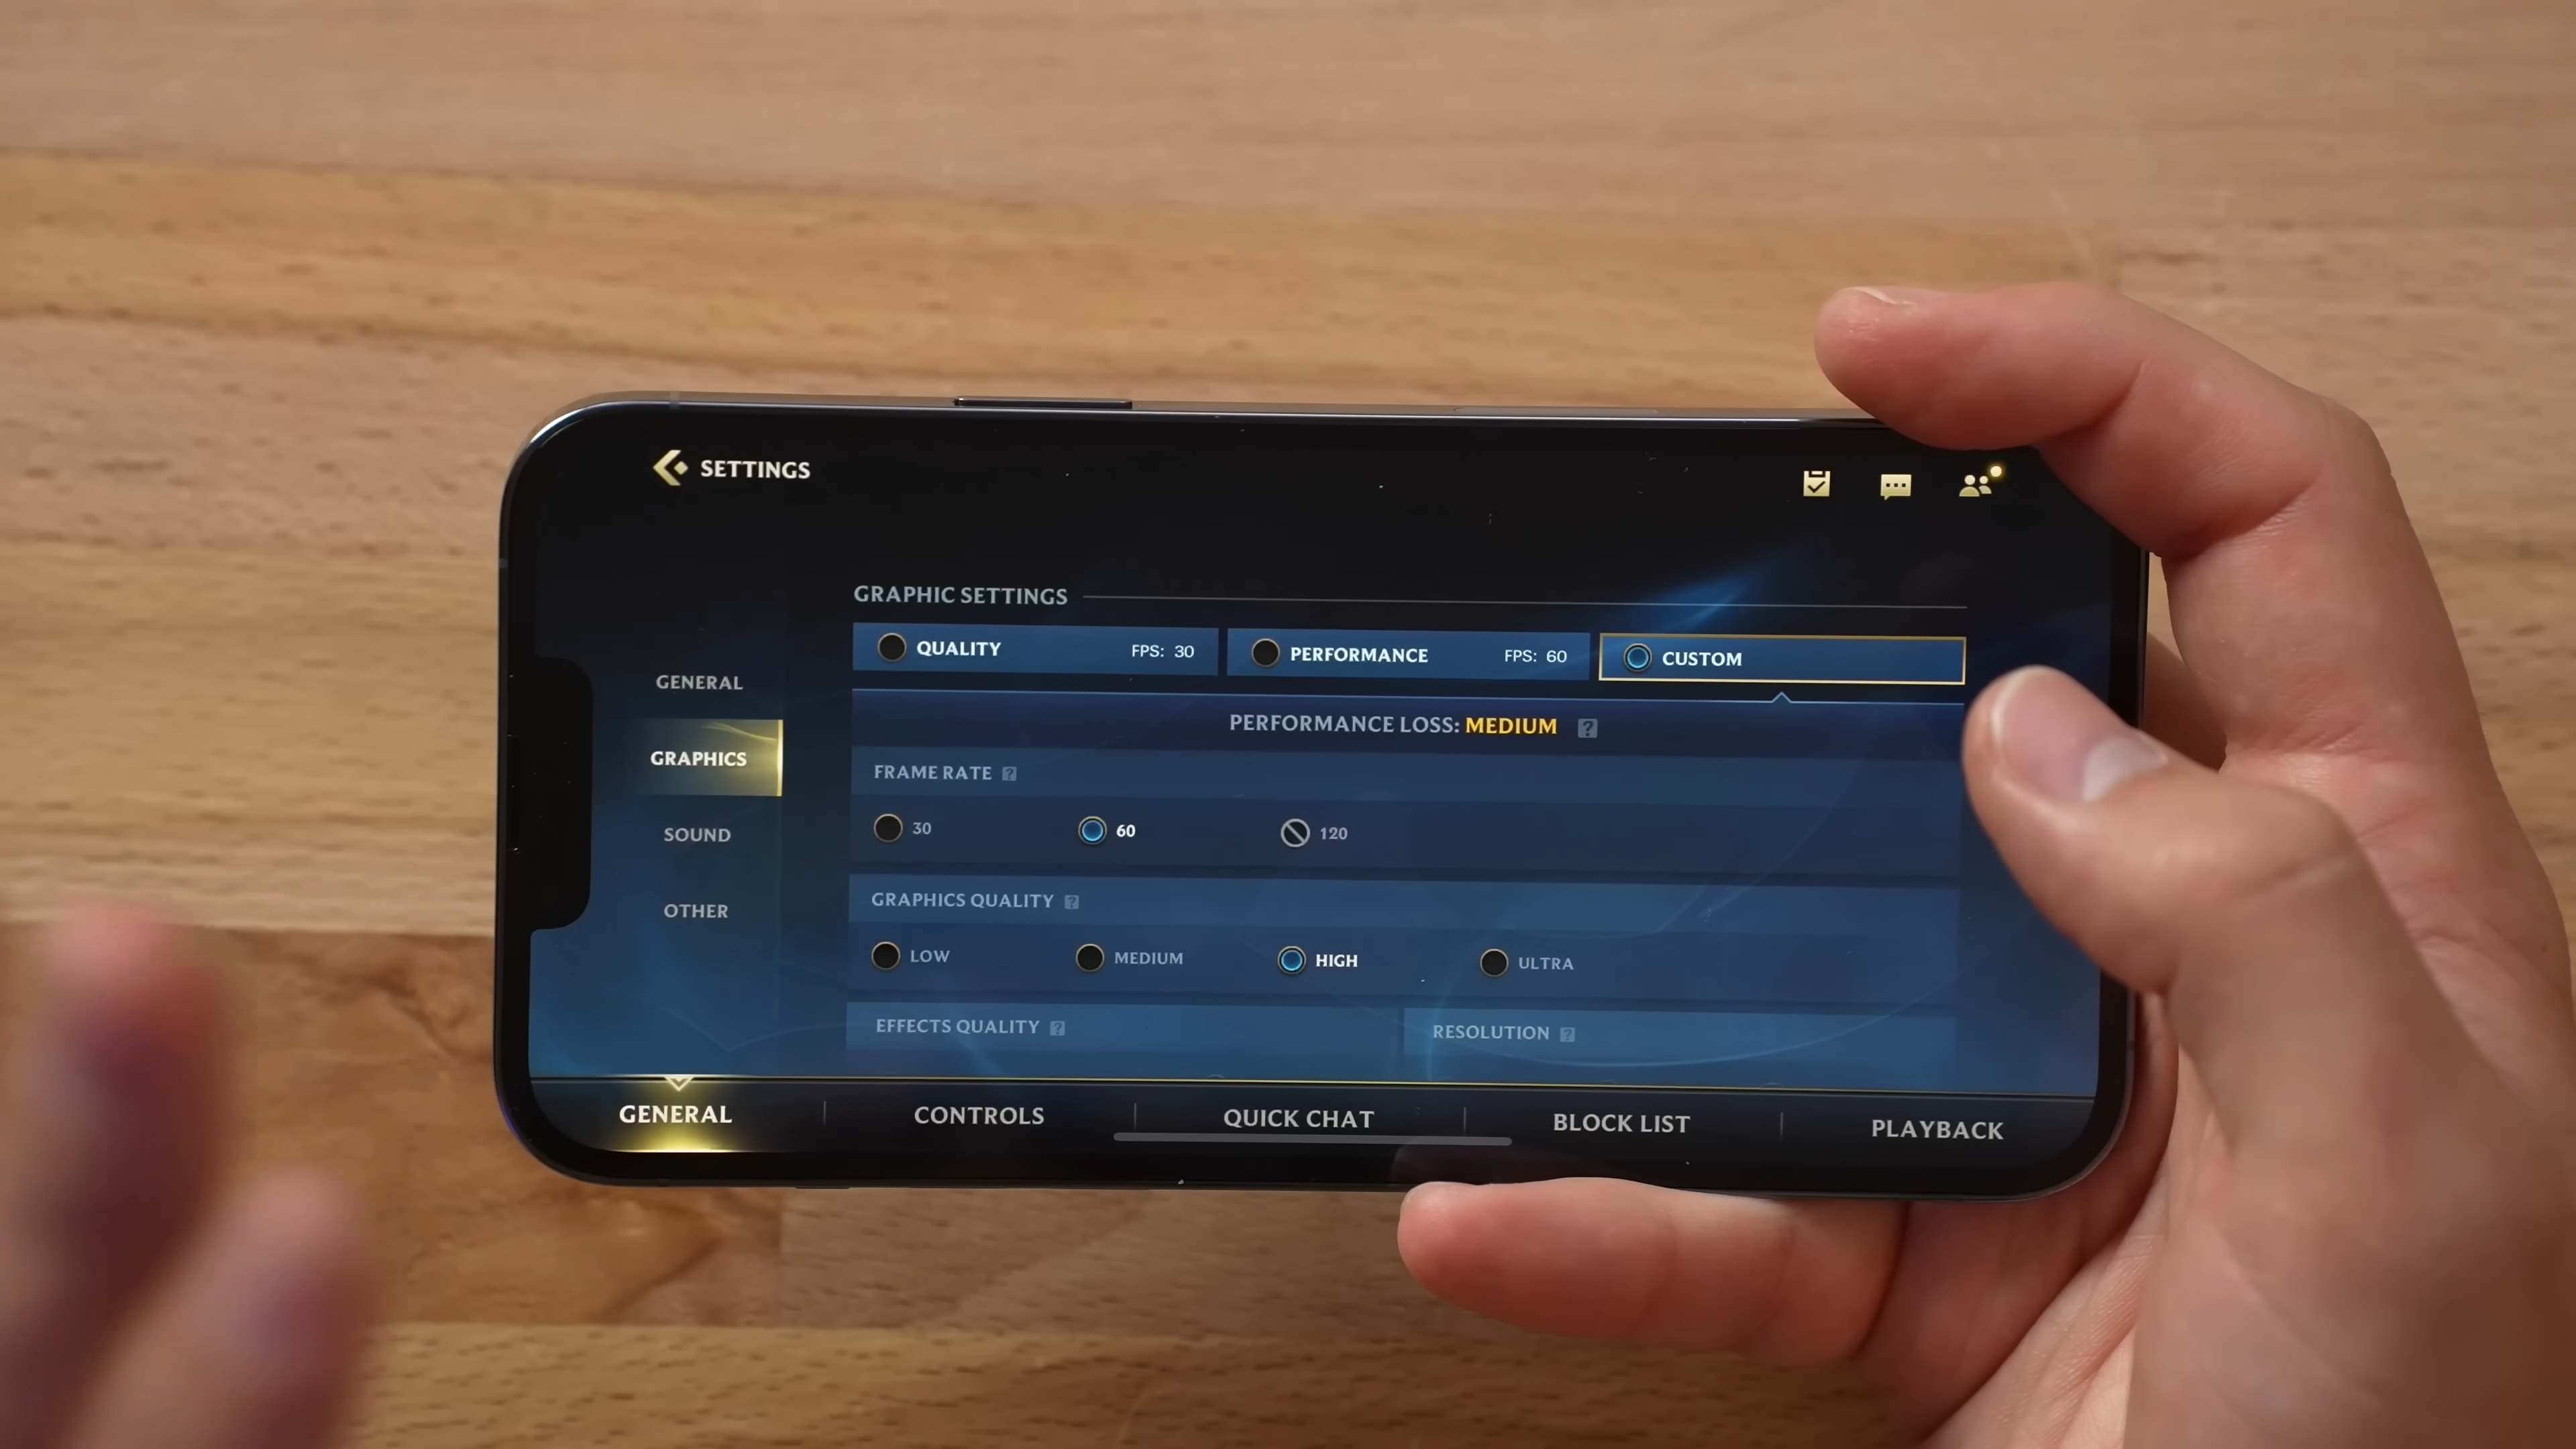 SETTINGS
GRAPHIC SETTINGS
QUALITY FPS: 30 PERFORMANCE FPS: 60 CUSTOM
PERFORMANCE LOSS: MEDIUM ?
GENERAL
GRAPHICS
SOUND
OTHER
FRAME RATE ?
30 60 120
GRAPHICS QUALITY ?
LOW MEDIUM HIGH ULTRA
EFFECTS QUALITY ? RESOLUTION ?
GENERAL CONTROLS QUICK CHAT BLOCK LIST PLAYBACK